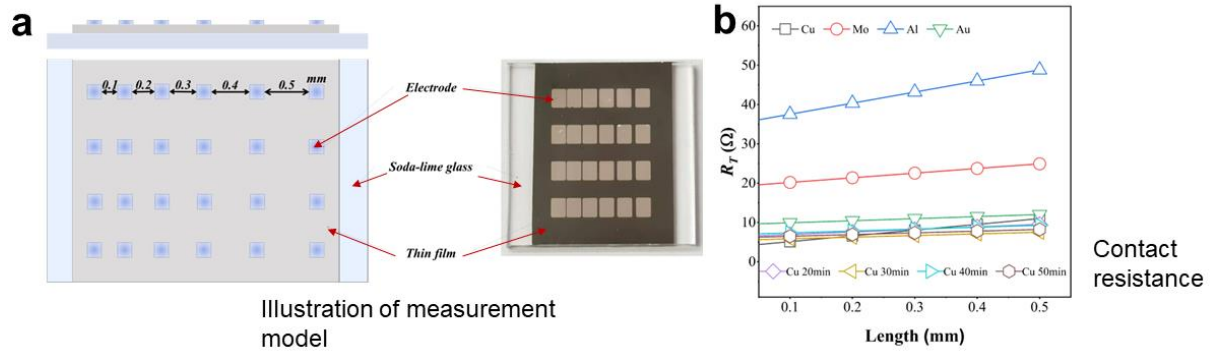 a
0.1 0.2 0.3 0.4 0.5 mm
Electrode
Soda-lime glass
Thin film
Illustration of measurement
model
b
Cu Mo Al Au
60
50
40
30
20
10
0
R_T (Ω)
Cu 20min Cu 30min Cu 40min Cu 50min
0.1 0.2 0.3 0.4 0.5
Length (mm)
Contact
resistance